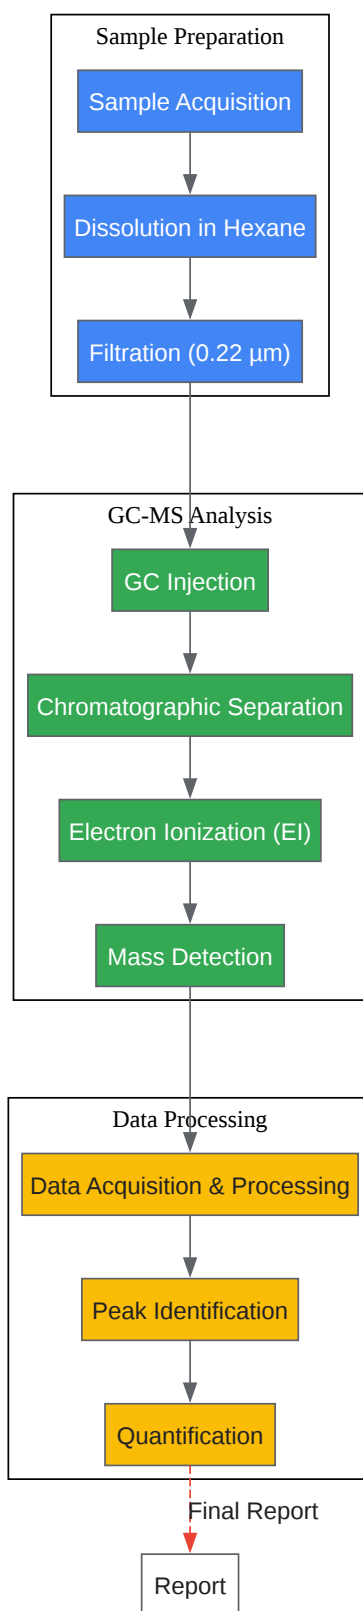 Sample Preparation
Sample Acquisition
Dissolution in Hexane
Filtration (0.22 µm)
GC-MS Analysis
GC Injection
Chromatographic Separation
Electron Ionization (EI)
Mass Detection
Data Processing
Data Acquisition & Processing
Peak Identification
Quantification
Final Report
Report